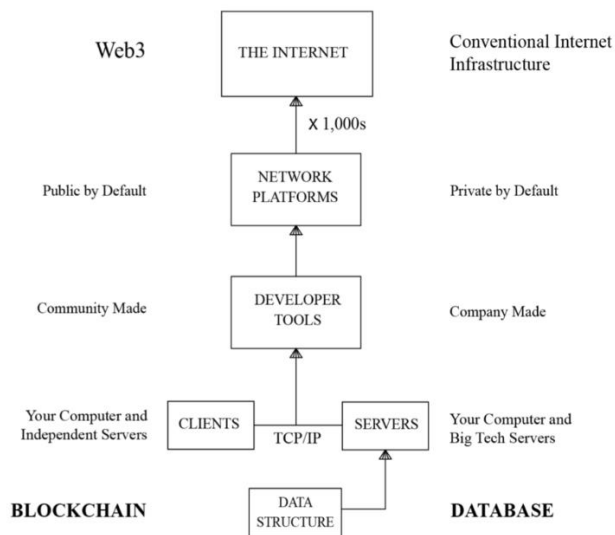 Web3
THE INTERNET
Conventional Internet
Infrastructure
X 1,000s
Public by Default
NETWORK
PLATFORMS
Private by Default
Community Made
DEVELOPER
TOOLS
Company Made
Your Computer and
Independent Servers
CLIENTS
TCP/IP
SERVERS
Your Computer and
Big Tech Servers
BLOCKCHAIN
DATA
STRUCTURE
DATABASE